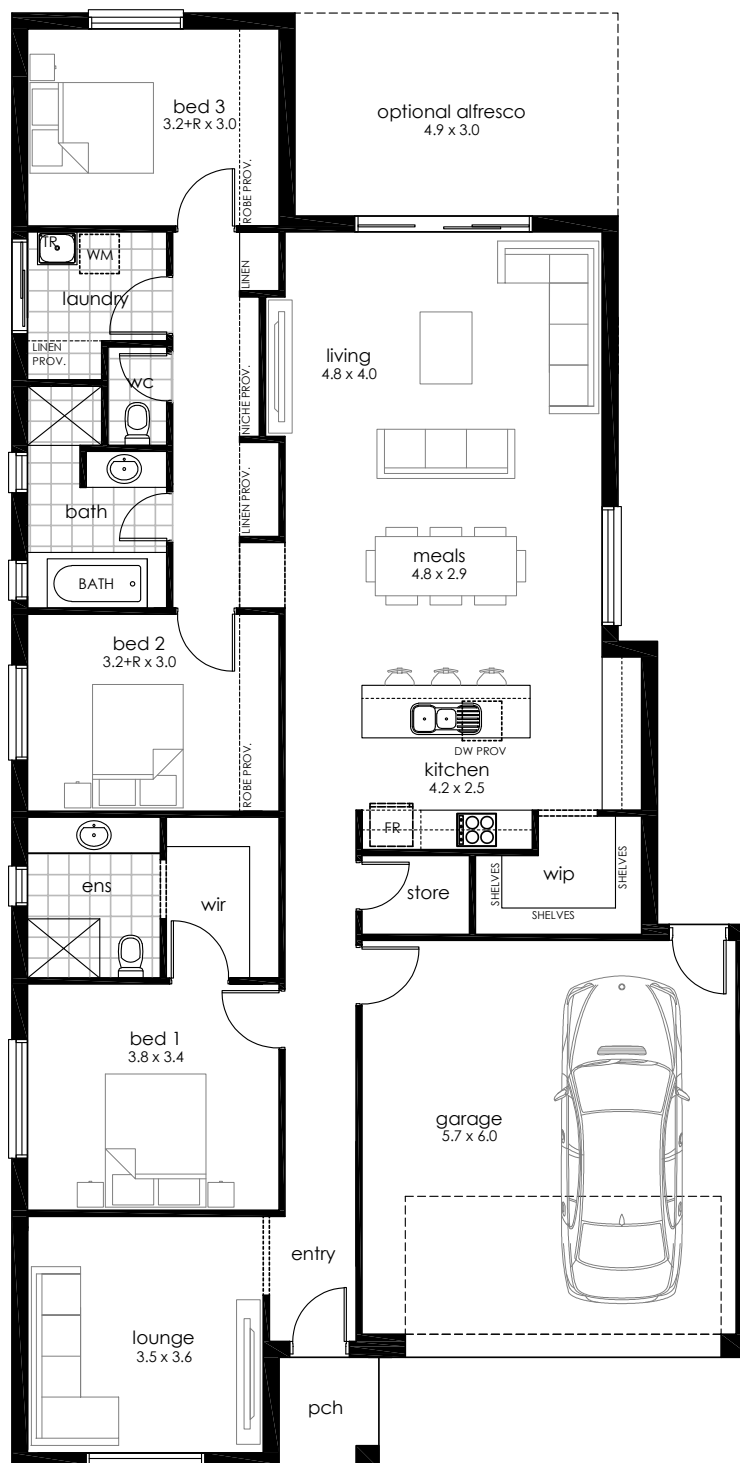 bed 3
3.2+R x 3.0
ROBE PROV.
optional alfresco
4.9 x 3.0
TR
WM
laundry
LINEN
PROV.
LINEN
wc
NICHE PROV.
living
4.8 x 4.0
bath
BATH
LINEN PROV.
meals
4.8 x 2.9
bed 2
3.2+R x 3.0
ROBE PROV.
DW PROV
kitchen
4.2 x 2.5
FR
ens
wir
store
SHELVES
wip
SHELVES
SHELVES
bed 1
3.8 x 3.4
garage
5.7 x 6.0
entry
lounge
3.5 x 3.6
pch